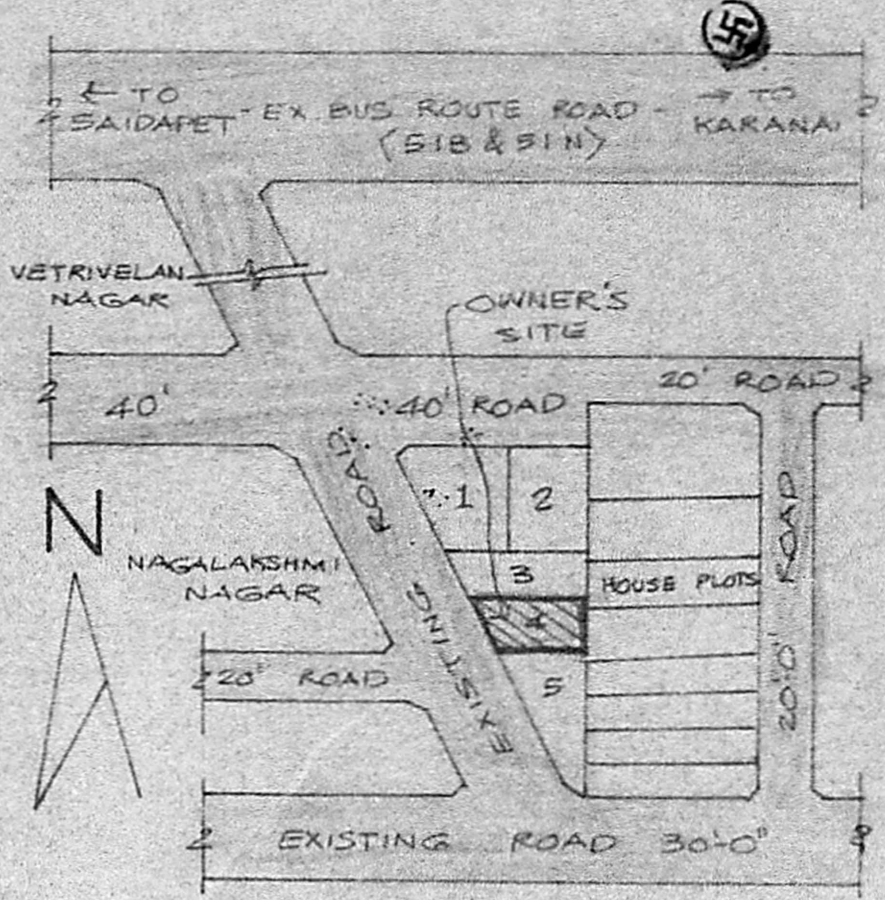 ← TO
SAIDAPET
EX BUS ROUTE ROAD
(51B & 51N)
→ TO
KARANAI
VETRIVELAN
NAGAR
OWNER'S
SITE
40'
40' ROAD
20' ROAD
1
2
3
4
5
N
NAGALAKSHMI
NAGAR
HOUSE PLOTS
EXISTING ROAD
20'-0" ROAD
20' ROAD
EXISTING ROAD 30'-0"